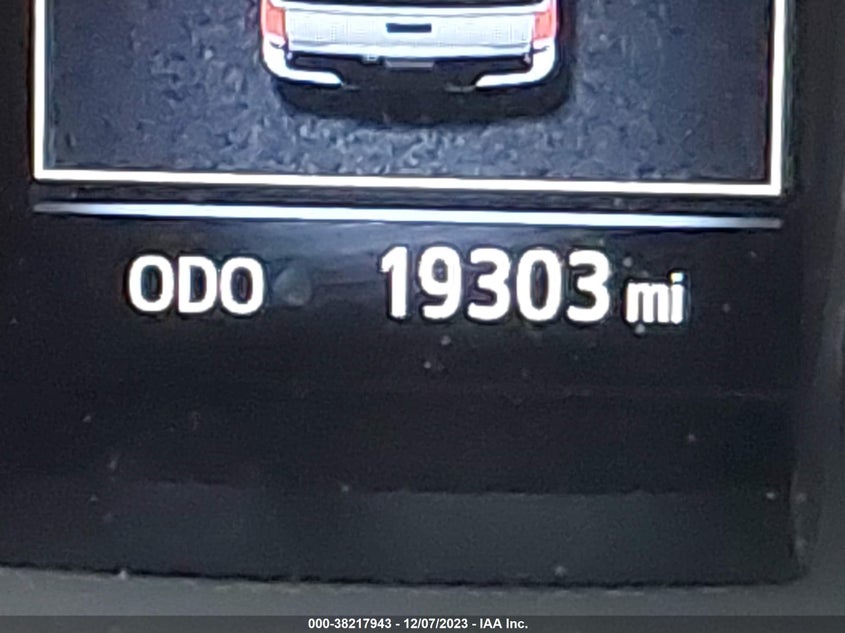 ODO 19303 mi
000-38217943 - 12/07/2023 - IAA Inc.